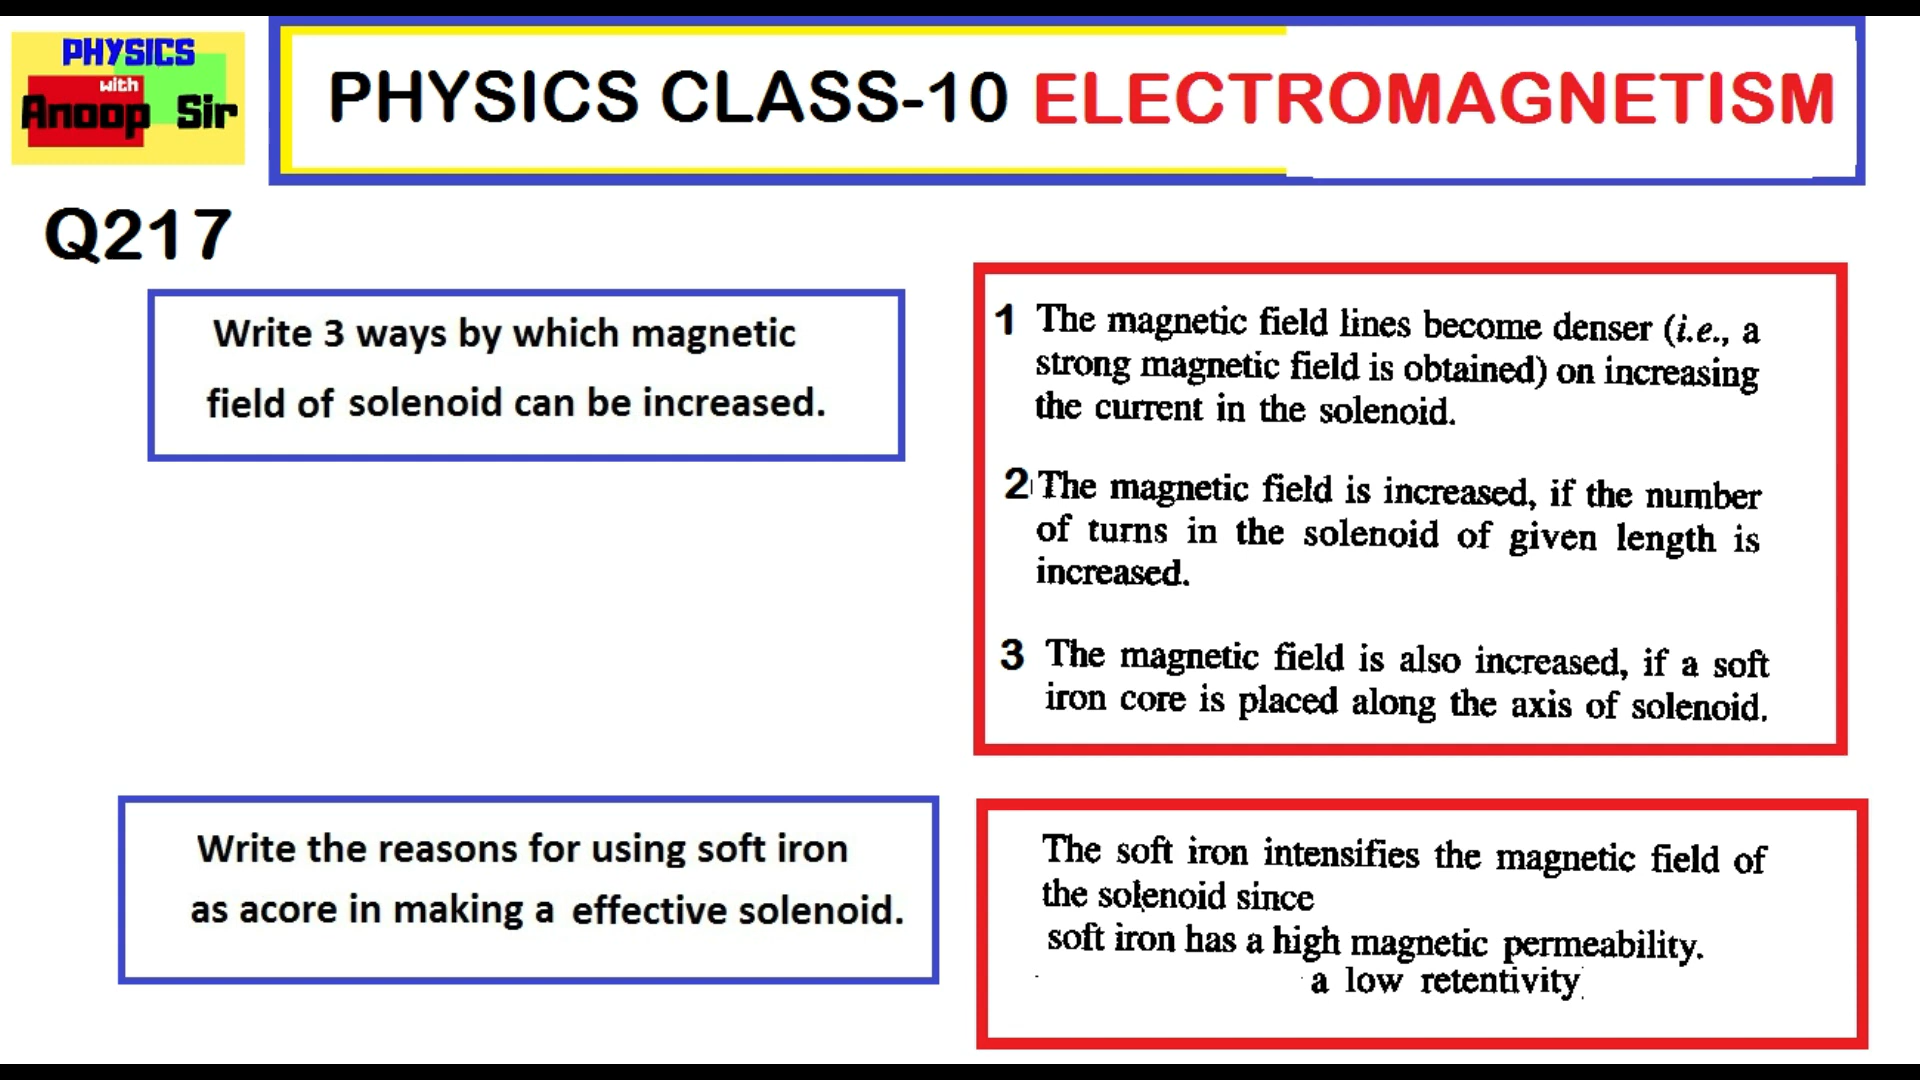 PHYSICS
with
Anoop Sir
PHYSICS CLASS-10 ELECTROMAGNETISM
Q217
Write 3 ways by which magnetic
field of solenoid can be increased.
1 The magnetic field lines become denser (i.e., a
strong magnetic field is obtained) on increasing
the current in the solenoid.
2 The magnetic field is increased, if the number
of turns in the solenoid of given length is
increased.
3 The magnetic field is also increased, if a soft
iron core is placed along the axis of solenoid.
Write the reasons for using soft iron
as acore in making a effective solenoid.
The soft iron intensifies the magnetic field of
the solenoid since
soft iron has a high magnetic permeability.
a low retentivity